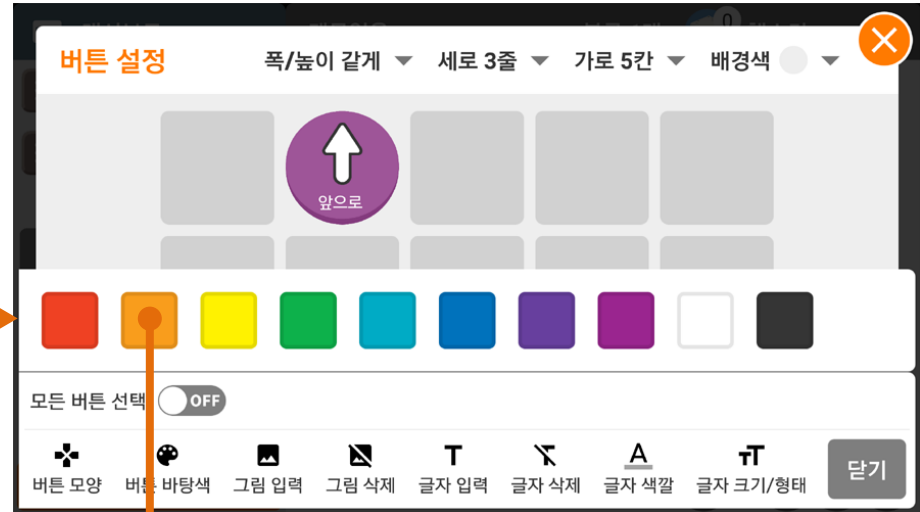 버튼 설정
폭/높이 같게 세로 3줄 가로 5칸 배경색
앞으로
모든 버튼 선택 OFF
버튼 모양 버튼 바탕색 그림 입력 그림 삭제 글자 입력 글자 삭제 글자 색깔 글자 크기/형태 닫기